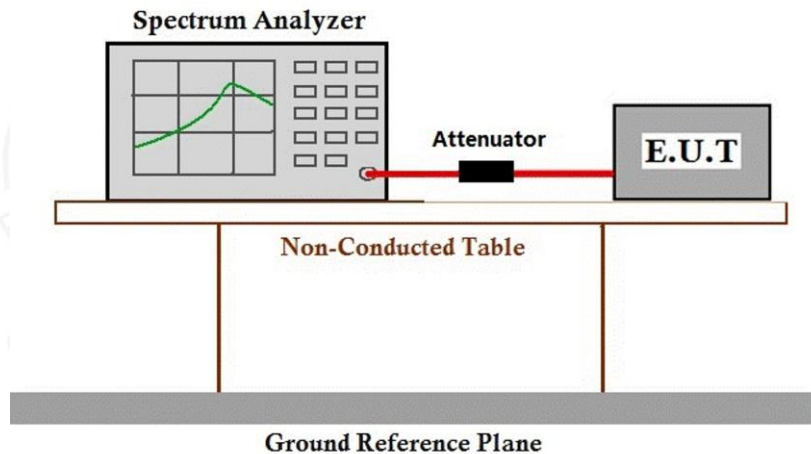 Spectrum Analyzer
Attenuator
E.U.T
Non-Conducted Table
Ground Reference Plane